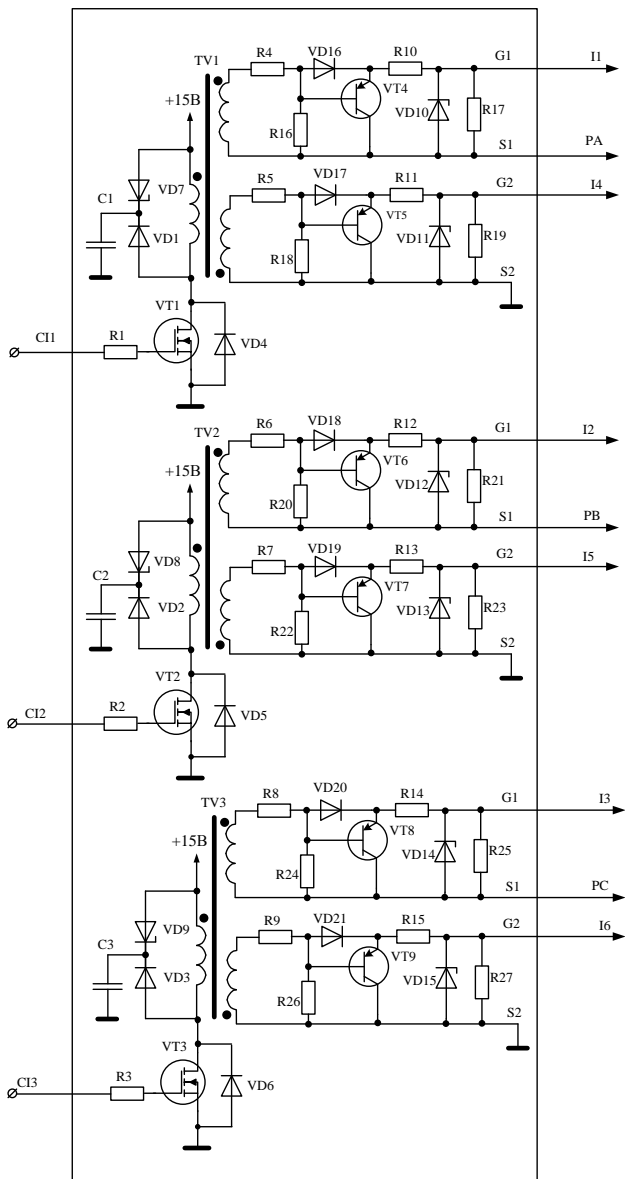 R4
VD16
R10
G1
I1
TV1
VT4
VD10
R17
+15В
R16
S1
PA
VD7
C1
VD1
R5
VD17
R11
G2
I4
VT5
VD11
R19
R18
S2
VT1
CI1
R1
VD4
R6
VD18
R12
G1
I2
TV2
VT6
VD12
R21
+15В
R20
S1
PB
VD8
C2
VD2
R7
VD19
R13
G2
I5
VT7
VD13
R23
R22
S2
VT2
CI2
R2
VD5
R8
VD20
R14
G1
I3
TV3
VT8
VD14
R25
+15В
R24
S1
PC
VD9
C3
VD3
R9
VD21
R15
G2
I6
VT9
VD15
R27
R26
S2
VT3
CI3
R3
VD6